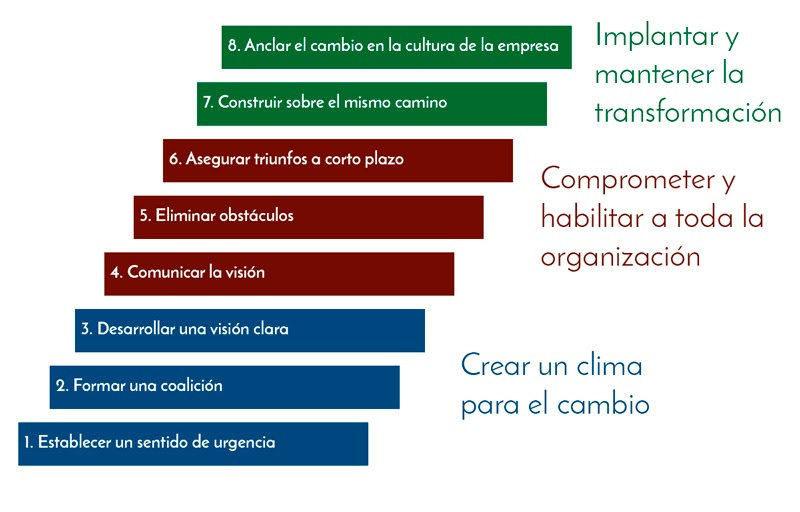 8. Anclar el cambio en la cultura de la empresa
7. Construir sobre el mismo camino
Implantar y
mantener la
transformación
6. Asegurar triunfos a corto plazo
5. Eliminar obstáculos
4. Comunicar la visión
Comprometer y
habilitar a toda la
organización
3. Desarrollar una visión clara
2. Formar una coalición
1. Establecer un sentido de urgencia
Crear un clima
para el cambio